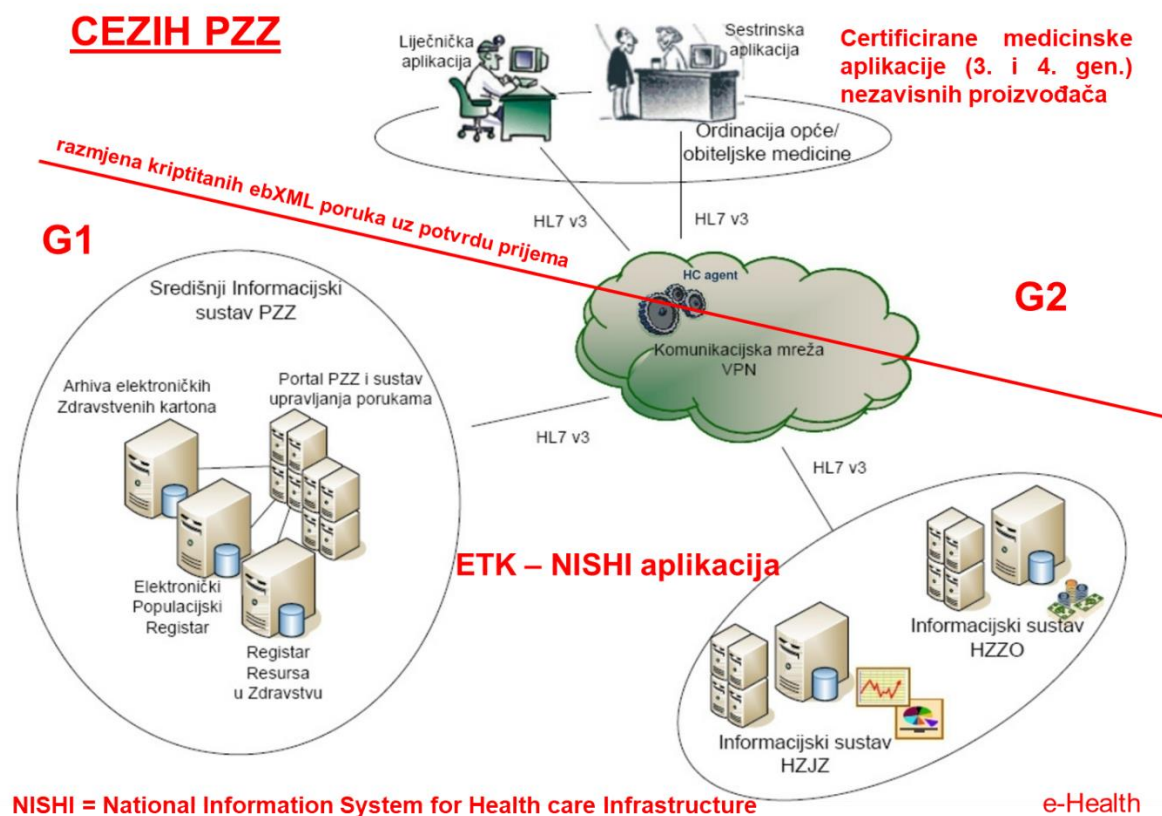 CEZIH PZZ
Liječnička
aplikacija
Sestrinska
aplikacija
Certificirane medicinske
aplikacije (3. i 4. gen.)
nezavisnih proizvođača
Ordinacija opće/
obiteljske medicine
razmjena kriptitanih ebXML poruka uz potvrdu prijema
HL7 v3
HL7 v3
G1
HC agent
G2
Središnji Informacijski
sustav PZZ
Komunikacijska mreža
VPN
Arhiva elektroničkih
Zdravstvenih kartona
Portal PZZ i sustav
upravljanja porukama
HL7 v3
HL7 v3
ETK – NISHI aplikacija
Elektronički
Populacijski
Registar
Registar
Resursa
u Zdravstvu
Informacijski sustav
HZZO
Informacijski sustav
HZJZ
NISHI = National Information System for Health care Infrastructure
e-Health